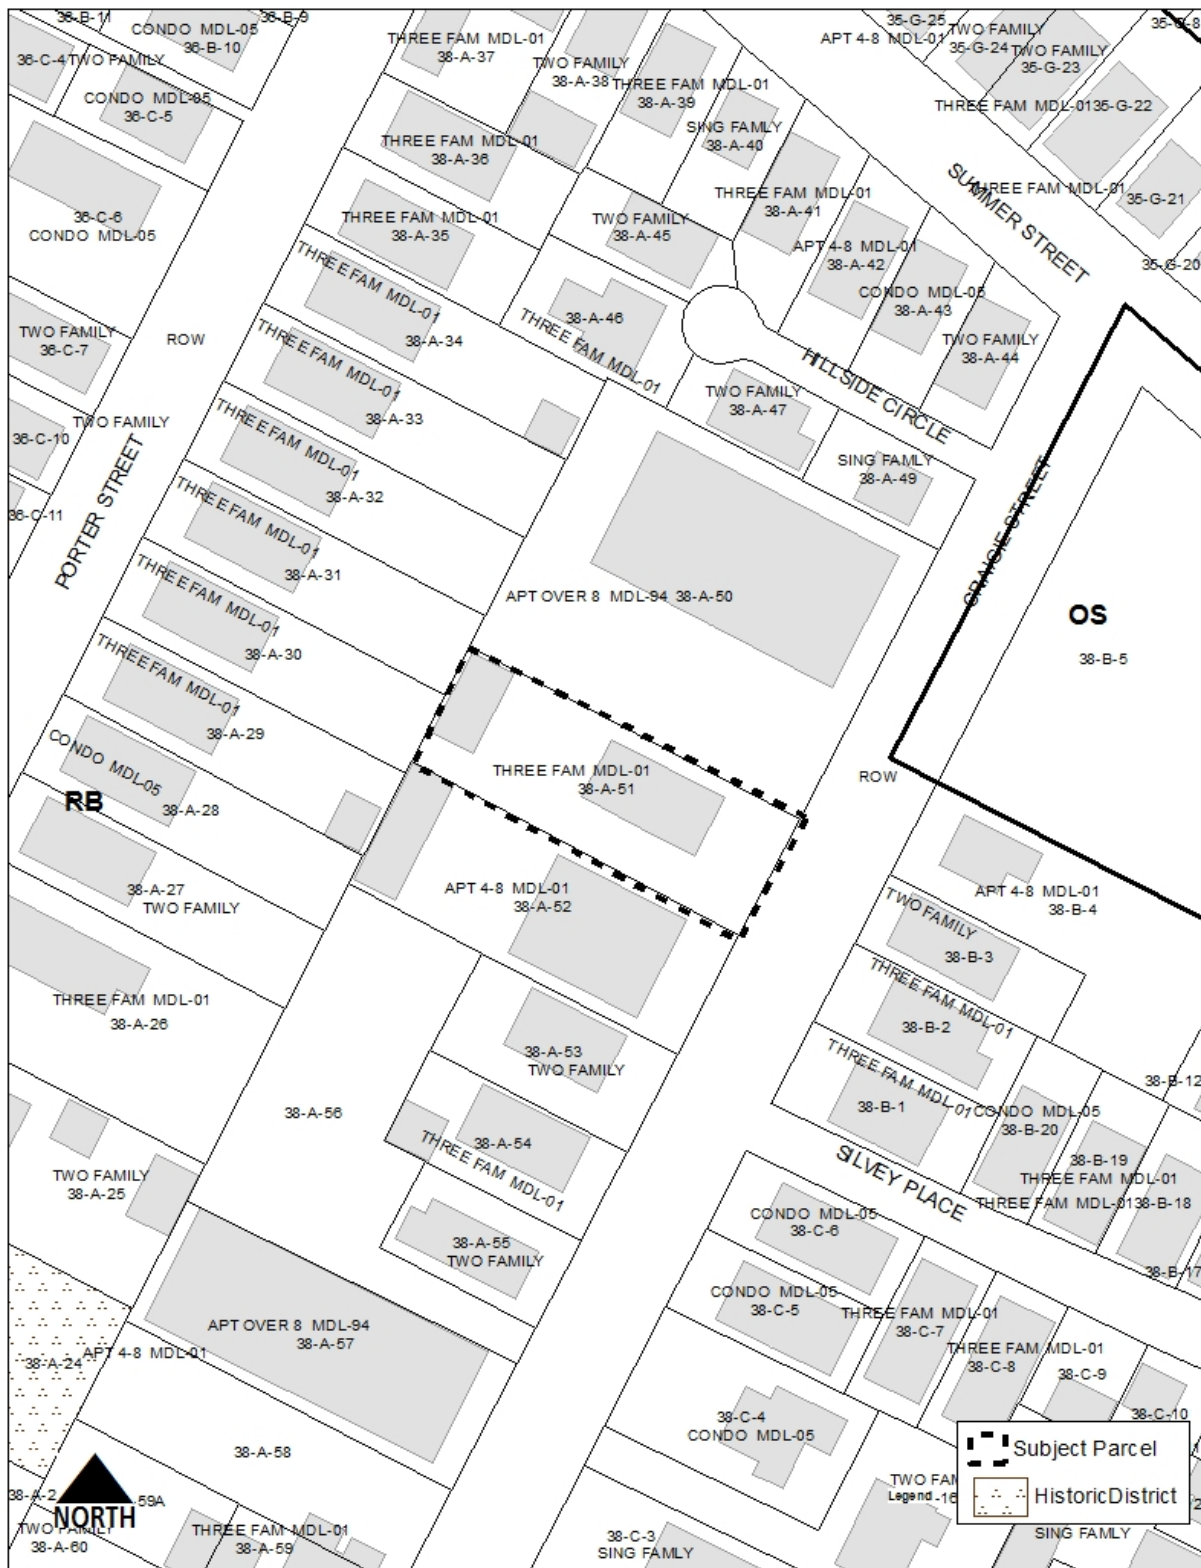 36-B-11
36-B-9
CONDO MDL-05
36-B-10
36-C-4
TWO FAMILY
CONDO MDL-05
36-C-5
36-C-6
CONDO MDL-05
TWO FAMILY
36-C-7
ROW
36-C-10
TWO FAMILY
36-C-11
PORTER STREET
THREE FAM MDL-01
38-A-37
TWO FAMILY
38-A-38
THREE FAM MDL-01
38-A-39
SING FAMLY
38-A-40
THREE FAM MDL-01
38-A-41
APT 4-8 MDL-01
38-A-42
CONDO MDL-05
38-A-43
TWO FAMILY
38-A-44
35-G-25
APT 4-8 MDL-01
TWO FAMILY
35-G-24
TWO FAMILY
35-G-23
35-G-8
THREE FAM MDL-01
35-G-22
THREE FAM MDL-01
35-G-21
35-G-20
SUMMER STREET
THREE FAM MDL-01
38-A-36
THREE FAM MDL-01
38-A-35
TWO FAMILY
38-A-45
38-A-46
THREE FAM MDL-01
HILLSIDE CIRCLE
TWO FAMILY
38-A-47
SING FAMLY
38-A-49
CRAIGIE STREET
THREE FAM MDL-01
38-A-34
THREE FAM MDL-01
38-A-33
THREE FAM MDL-01
38-A-32
THREE FAM MDL-01
38-A-31
THREE FAM MDL-01
38-A-30
THREE FAM MDL-01
38-A-29
CONDO MDL-05
38-A-28
RB
38-A-27
TWO FAMILY
THREE FAM MDL-01
38-A-26
APT OVER 8 MDL-94 38-A-50
OS
38-B-5
THREE FAM MDL-01
38-A-51
ROW
APT 4-8 MDL-01
38-A-52
APT 4-8 MDL-01
38-B-4
TWO FAMILY
38-B-3
THREE FAM MDL-01
38-B-2
THREE FAM MDL-01
38-B-1
38-A-53
TWO FAMILY
38-A-56
38-A-54
THREE FAM MDL-01
38-A-55
TWO FAMILY
TWO FAMILY
38-A-25
CONDO MDL-05
38-B-20
38-B-12
38-B-19
THREE FAM MDL-01
THREE FAM MDL-01
38-B-18
38-B-17
SILVEY PLACE
CONDO MDL-05
38-C-6
CONDO MDL-05
38-C-5
THREE FAM MDL-01
38-C-7
THREE FAM MDL-01
38-C-8
38-C-9
38-C-10
APT OVER 8 MDL-94
38-A-57
38-A-24
APT 4-8 MDL-01
38-A-58
38-C-4
CONDO MDL-05
NORTH
59A
TWO FAMILY
38-A-60
THREE FAM MDL-01
38-A-59
38-C-3
SING FAMLY
TWO
Legend
Subject Parcel
HistoricDistrict
SING FAMLY